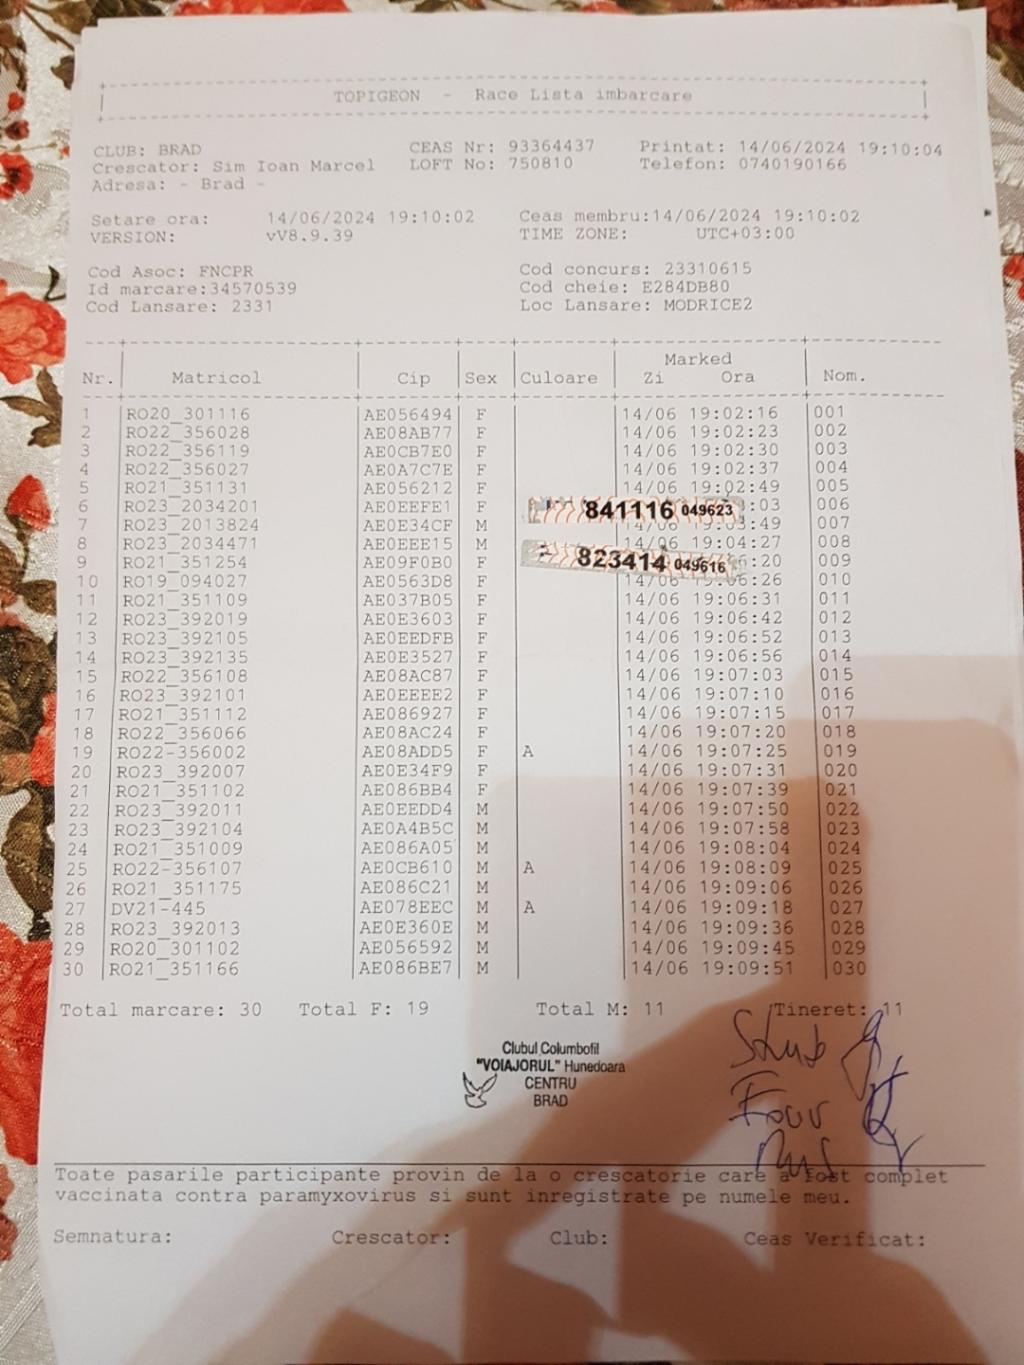 TOPIGEON - Race Lista imbarcare
CLUB: BRAD CEAS Nr: 93364437 Printat: 14/06/2024 19:10:04
Crescator: Sim Ioan Marcel LOFT No: 750810 Telefon: 0740190166
Adresa: - Brad -
Setare ora: 14/06/2024 19:10:02 Ceas membru:14/06/2024 19:10:02
VERSION: vV8.9.39 TIME ZONE: UTC+03:00
Cod Asoc: FNCPR Cod concurs: 23310615
Id marcare:34570539 Cod cheie: E284DB80
Cod Lansare: 2331 Loc Lansare: MODRICE2
Marked
Nr. Matricol Cip Sex Culoare Zi Ora Nom.
1 RO20_301116 AE056494 F 14/06 19:02:16 001
2 RO22_356028 AE08AB77 F 14/06 19:02:23 002
3 RO22_356119 AE0CB7E0 F 14/06 19:02:30 003
4 RO22_356027 AE0A7C7E F 14/06 19:02:37 004
5 RO21_351131 AE056212 F 14/06 19:02:49 005
6 RO23_2034201 AE0EEFE1 F 841116 049623 :03 006
7 RO23_2013824 AE0E34CF M 14/06 19:03:49 007
8 RO23_2034471 AE0EEE15 M 14/06 19:04:27 008
9 RO21_351254 AE09F0B0 F 823414 049616 6:20 009
10 RO19_094027 AE0563D8 F 14/06 19:06:26 010
11 RO21_351109 AE037B05 F 14/06 19:06:31 011
12 RO23_392019 AE0E3603 F 14/06 19:06:42 012
13 RO23_392105 AE0EEDFB F 14/06 19:06:52 013
14 RO23_392135 AE0E3527 F 14/06 19:06:56 014
15 RO22_356108 AE08AC87 F 14/06 19:07:03 015
16 RO23_392101 AE0EEEE2 F 14/06 19:07:10 016
17 RO21_351112 AE086927 F 14/06 19:07:15 017
18 RO22_356066 AE08AC24 F 14/06 19:07:20 018
19 RO22-356002 AE08ADD5 F A 14/06 19:07:25 019
20 RO23_392007 AE0E34F9 F 14/06 19:07:31 020
21 RO21_351102 AE086BB4 F 14/06 19:07:39 021
22 RO23_392011 AE0EEDD4 M 14/06 19:07:50 022
23 RO23_392104 AE0A4B5C M 14/06 19:07:58 023
24 RO21_351009 AE086A05 M 14/06 19:08:04 024
25 RO22-356107 AE0CB610 M A 14/06 19:08:09 025
26 RO21_351175 AE086C21 M 14/06 19:09:06 026
27 DV21-445 AE078EEC M A 14/06 19:09:18 027
28 RO23_392013 AE0E360E M 14/06 19:09:36 028
29 RO20_301102 AE056592 M 14/06 19:09:45 029
30 RO21_351166 AE086BE7 M 14/06 19:09:51 030
Total marcare: 30 Total F: 19 Total M: 11 Tineret: 11
Clubul Columbofil
"VOIAJORUL" Hunedoara
CENTRU
BRAD
Toate pasarile participante provin de la o crescatorie care a fost complet
vaccinata contra paramyxovirus si sunt inregistrate pe numele meu.
Semnatura: Crescator: Club: Ceas Verificat: